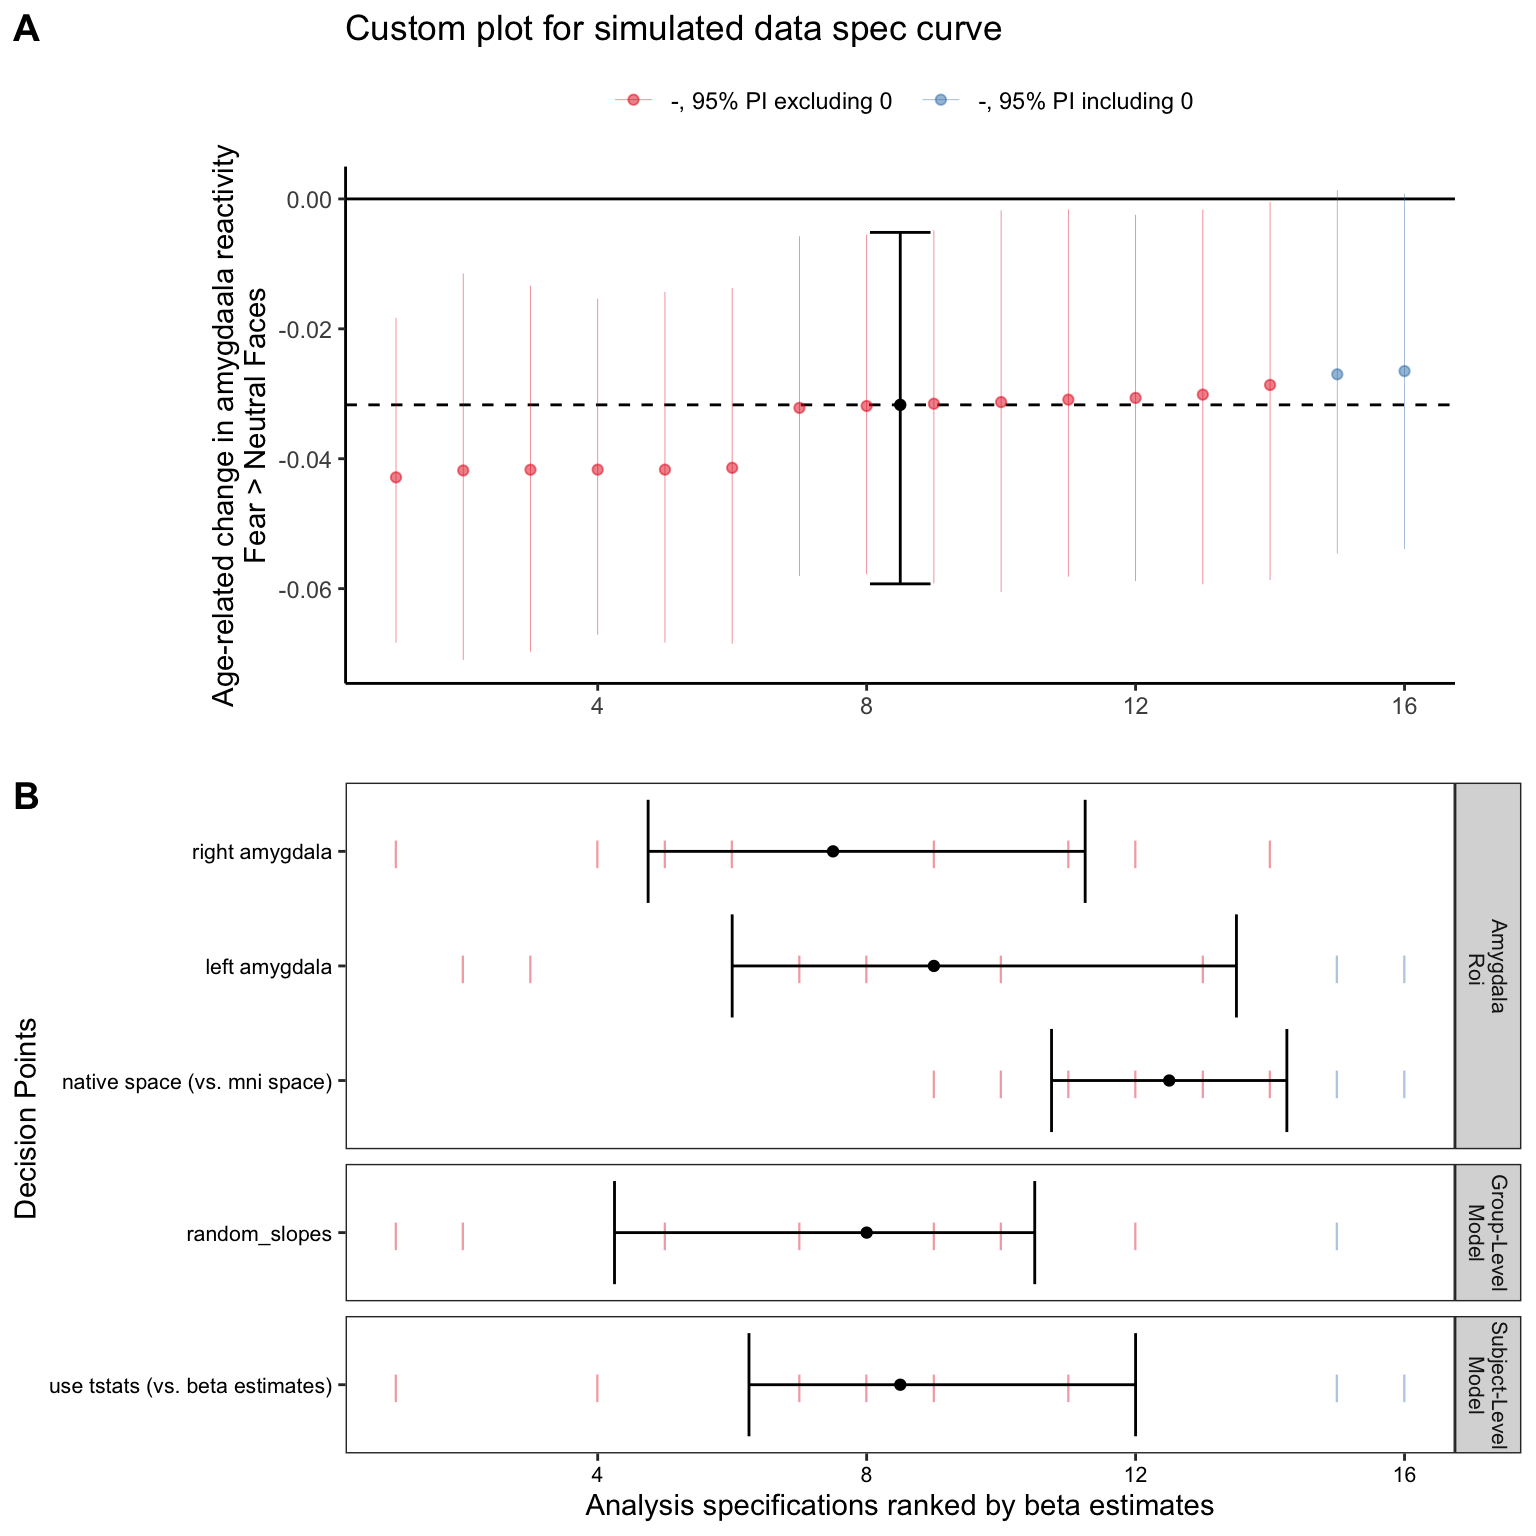 A
Custom plot for simulated data spec curve
-, 95% PI excluding 0
-, 95% PI including 0
Age-related change in amygdaala reactivity
Fear > Neutral Faces
0.00
-0.02
-0.04
-0.06
4
8
12
16
B
Decision Points
right amygdala
left amygdala
native space (vs. mni space)
random_slopes
use tstats (vs. beta estimates)
Amygdala
Roi
Group-Level
Model
Subject-Level
Model
4
8
12
16
Analysis specifications ranked by beta estimates